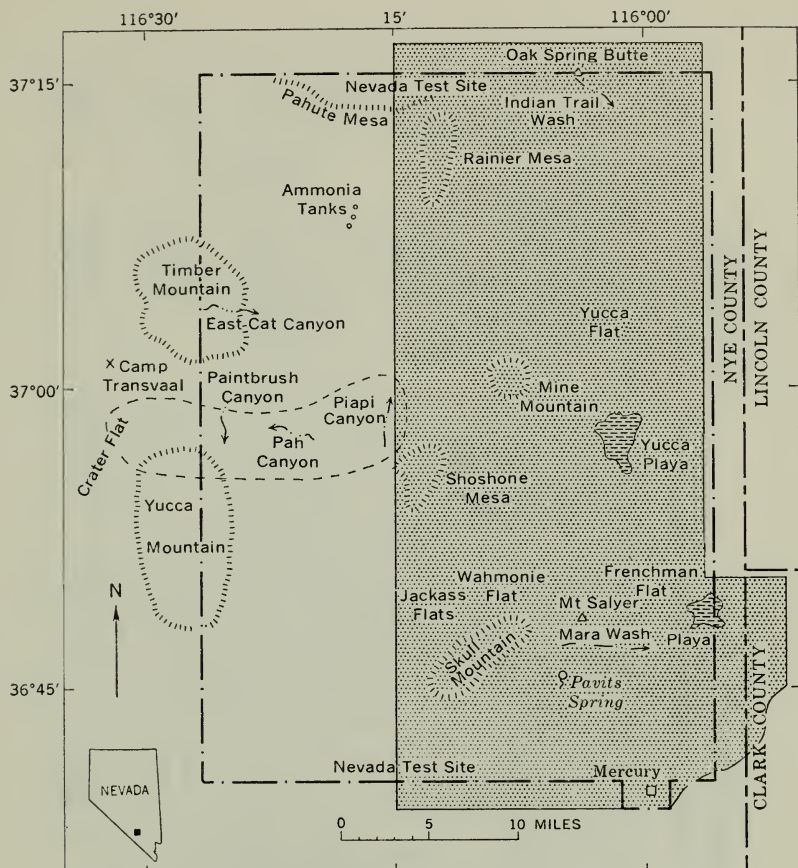 116°30′
15′
116°00′
37°15′
Oak Spring Butte
Nevada Test Site
Pahute Mesa
Indian Trail
Wash
Rainier Mesa
Ammonia
Tanks
Timber
Mountain
East Cat Canyon
Yucca
Flat
NYE COUNTY
LINCOLN COUNTY
x Camp
Transvaal
37°00′
Paintbrush
Canyon
Piapi
Canyon
Mine
Mountain
Pah
Canyon
Crater Flat
Yucca
Playa
Shoshone
Mesa
Yucca
Mountain
Wahmonie
Flat
Frenchman
Flat
Jackass
Flats
Mt Salyer
N
Mara Wash
Playa
Skull
Mountain
36°45′
Pavits
Spring
CLARK COUNTY
Nevada Test Site
Mercury
NEVADA
0 5 10 MILES